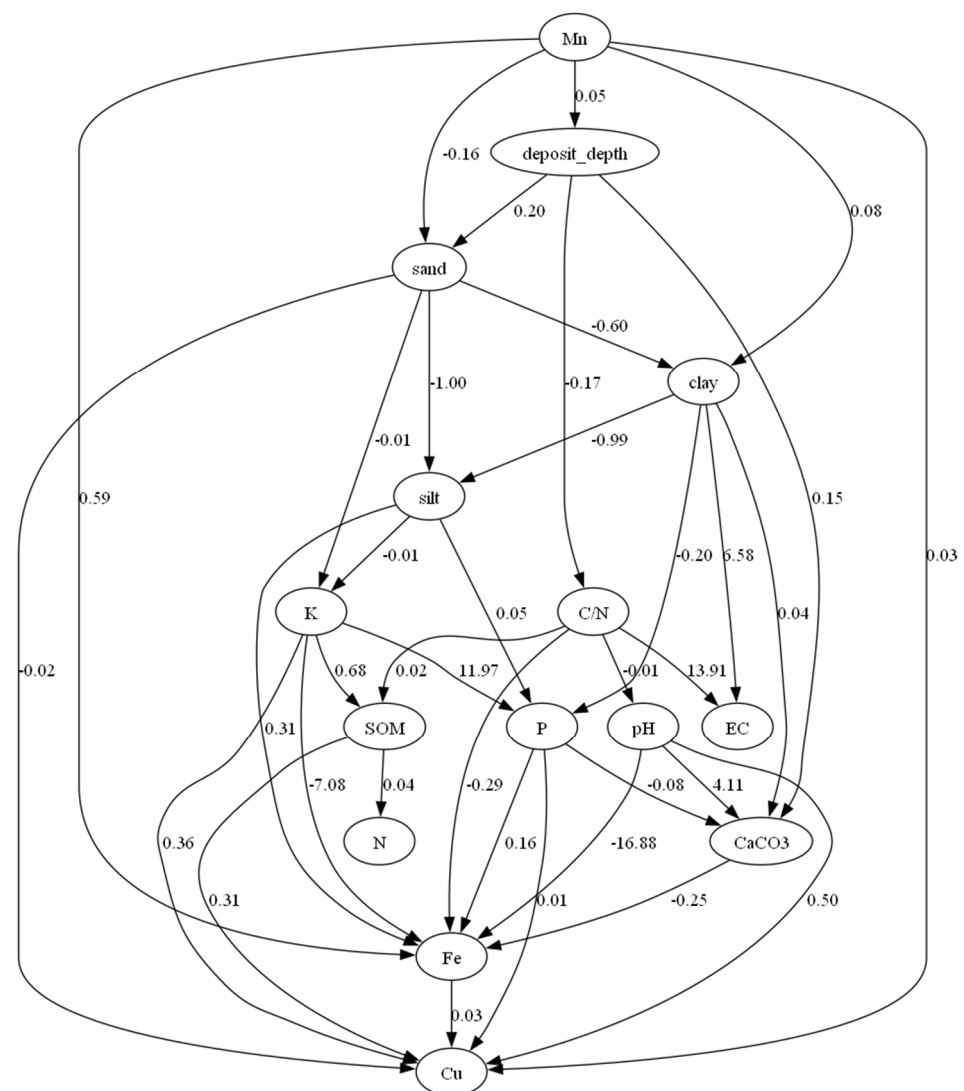 Mn
0.05
deposit_depth
-0.16
0.20
0.08
sand
-0.60
clay
-1.00
-0.17
-0.01
-0.99
silt
0.59
0.15
-0.01
-0.20
6.58
0.03
K
0.05
C/N
0.04
-0.02
0.68
0.02
11.97
-0.01
13.91
SOM
P
pH
EC
0.31
-7.08
0.04
-0.29
-0.08
4.11
0.36
N
0.16
-16.88
CaCO3
0.31
0.01
-0.25
0.50
Fe
0.03
Cu